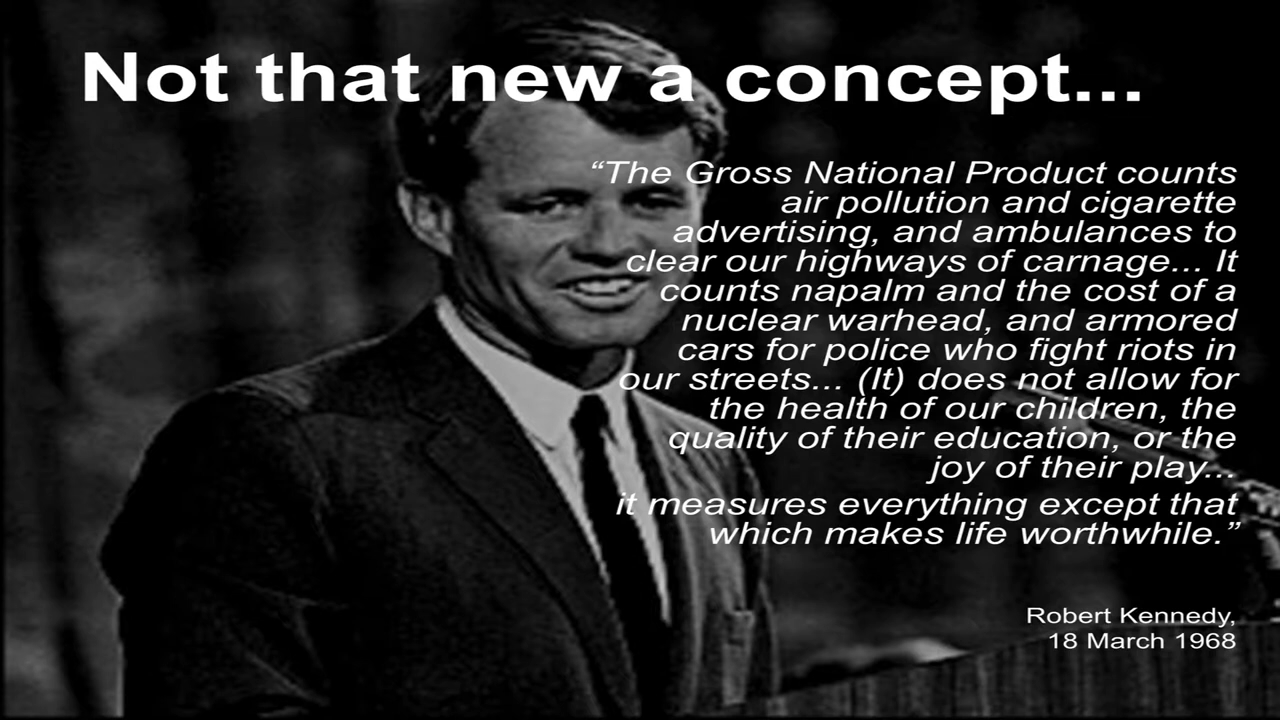 Not that new a concept...
“The Gross National Product counts
air pollution and cigarette
advertising, and ambulances to
clear our highways of carnage... It
counts napalm and the cost of a
nuclear warhead, and armored
cars for police who fight riots in
our streets... (It) does not allow for
the health of our children, the
quality of their education, or the
joy of their play...
it measures everything except that
which makes life worthwhile.”
Robert Kennedy,
18 March 1968